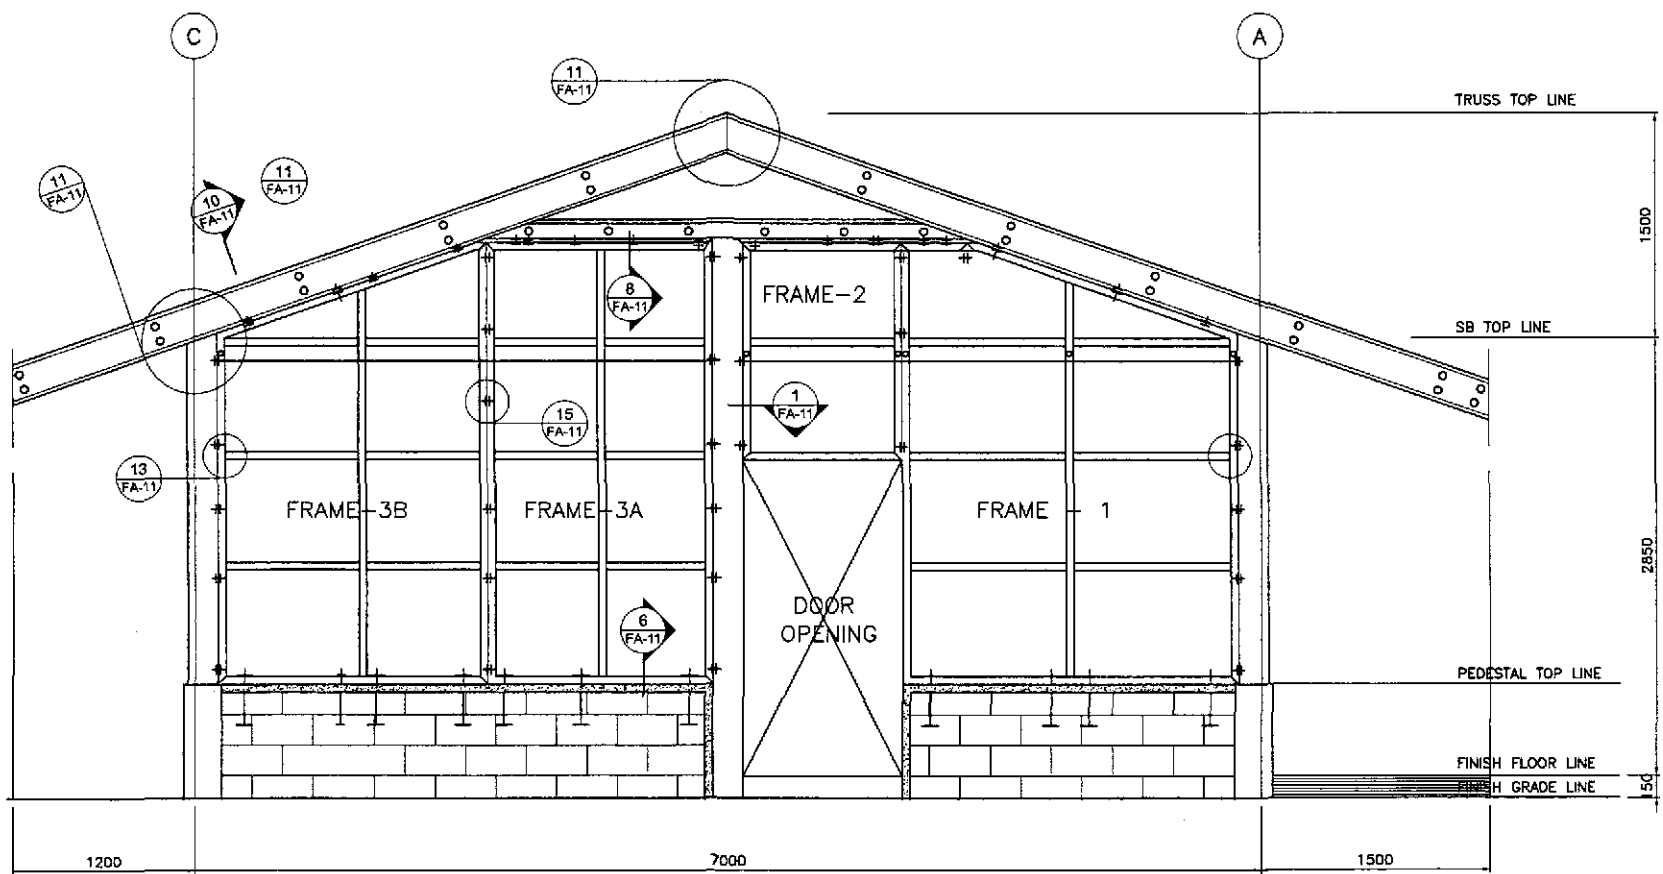 C
A
11
FA-11
TRUSS TOP LINE
11
FA-11
11
FA-11
10
FA-11
1500
8
FA-11
FRAME-2
SB TOP LINE
1
FA-11
15
FA-11
13
FA-11
FRAME-3B
FRAME-3A
FRAME - 1
2850
DOOR
OPENING
6
FA-11
PEDESTAL TOP LINE
FINISH FLOOR LINE
FINISH GRADE LINE
150
1200
7000
1500